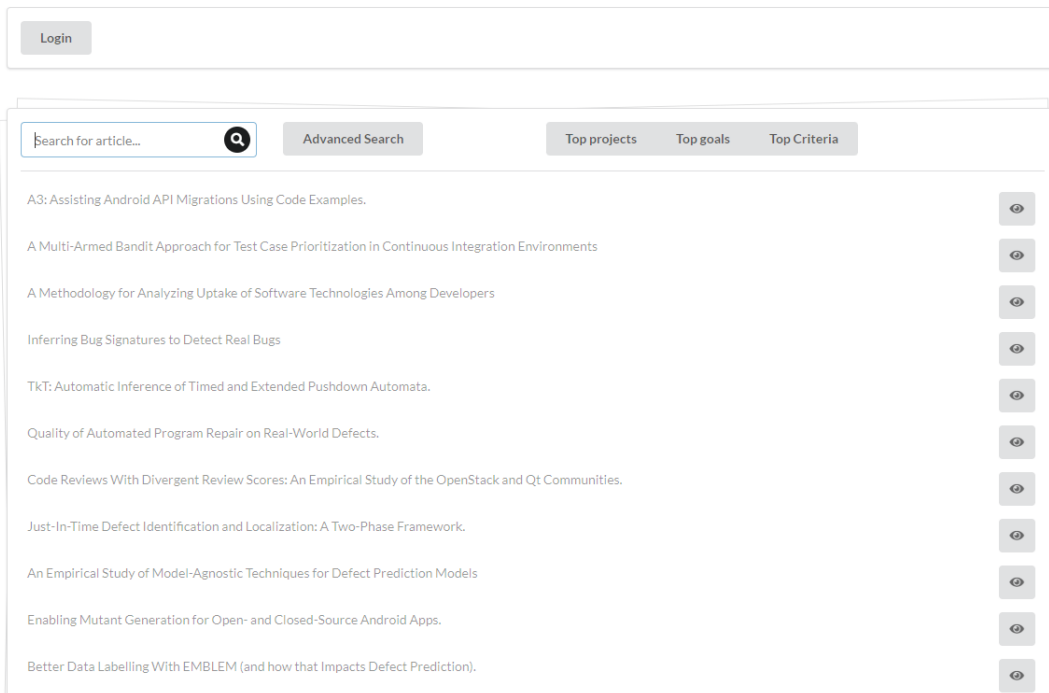 Login
Search for article...
Advanced Search
Top projects
Top goals
Top Criteria
A3: Assisting Android API Migrations Using Code Examples.
A Multi-Armed Bandit Approach for Test Case Prioritization in Continuous Integration Environments
A Methodology for Analyzing Uptake of Software Technologies Among Developers
Inferring Bug Signatures to Detect Real Bugs
TkT: Automatic Inference of Timed and Extended Pushdown Automata.
Quality of Automated Program Repair on Real-World Defects.
Code Reviews With Divergent Review Scores: An Empirical Study of the OpenStack and Qt Communities.
Just-In-Time Defect Identification and Localization: A Two-Phase Framework.
An Empirical Study of Model-Agnostic Techniques for Defect Prediction Models
Enabling Mutant Generation for Open- and Closed-Source Android Apps.
Better Data Labelling With EMBLEM (and how that Impacts Defect Prediction).